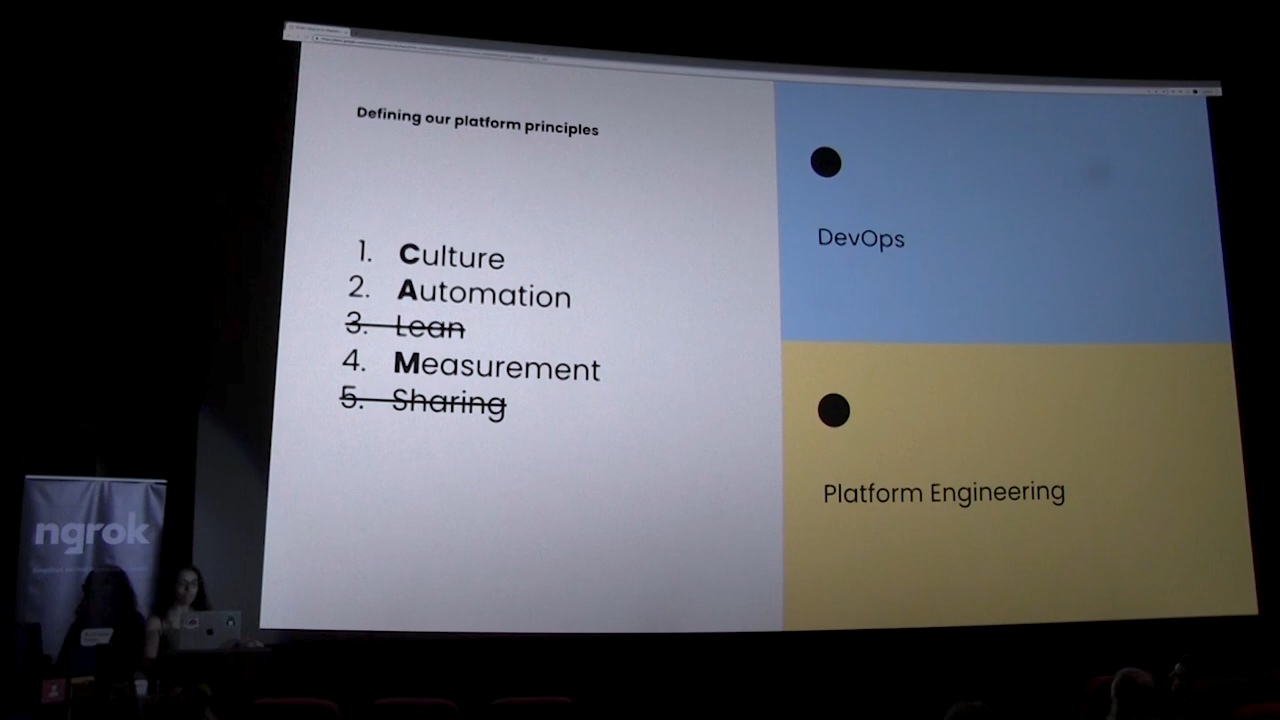 Defining our platform principles
1. Culture
2. Automation
3. Lean
4. Measurement
5. Sharing
DevOps
Platform Engineering
ngrok